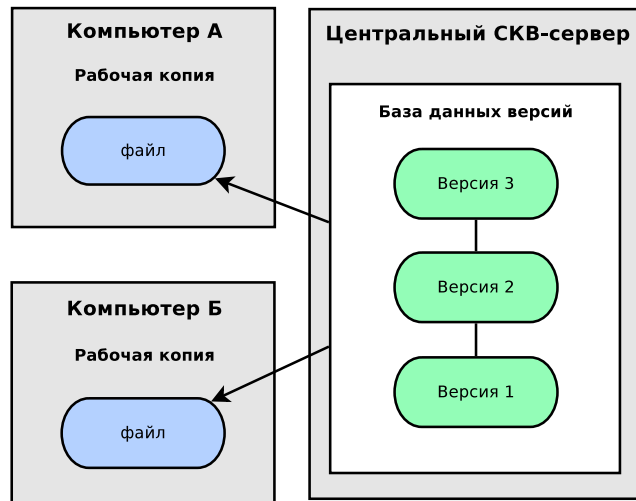 Компьютер А
Рабочая копия
файл
Компьютер Б
Рабочая копия
файл
Центральный СКВ-сервер
База данных версий
Версия 3
Версия 2
Версия 1